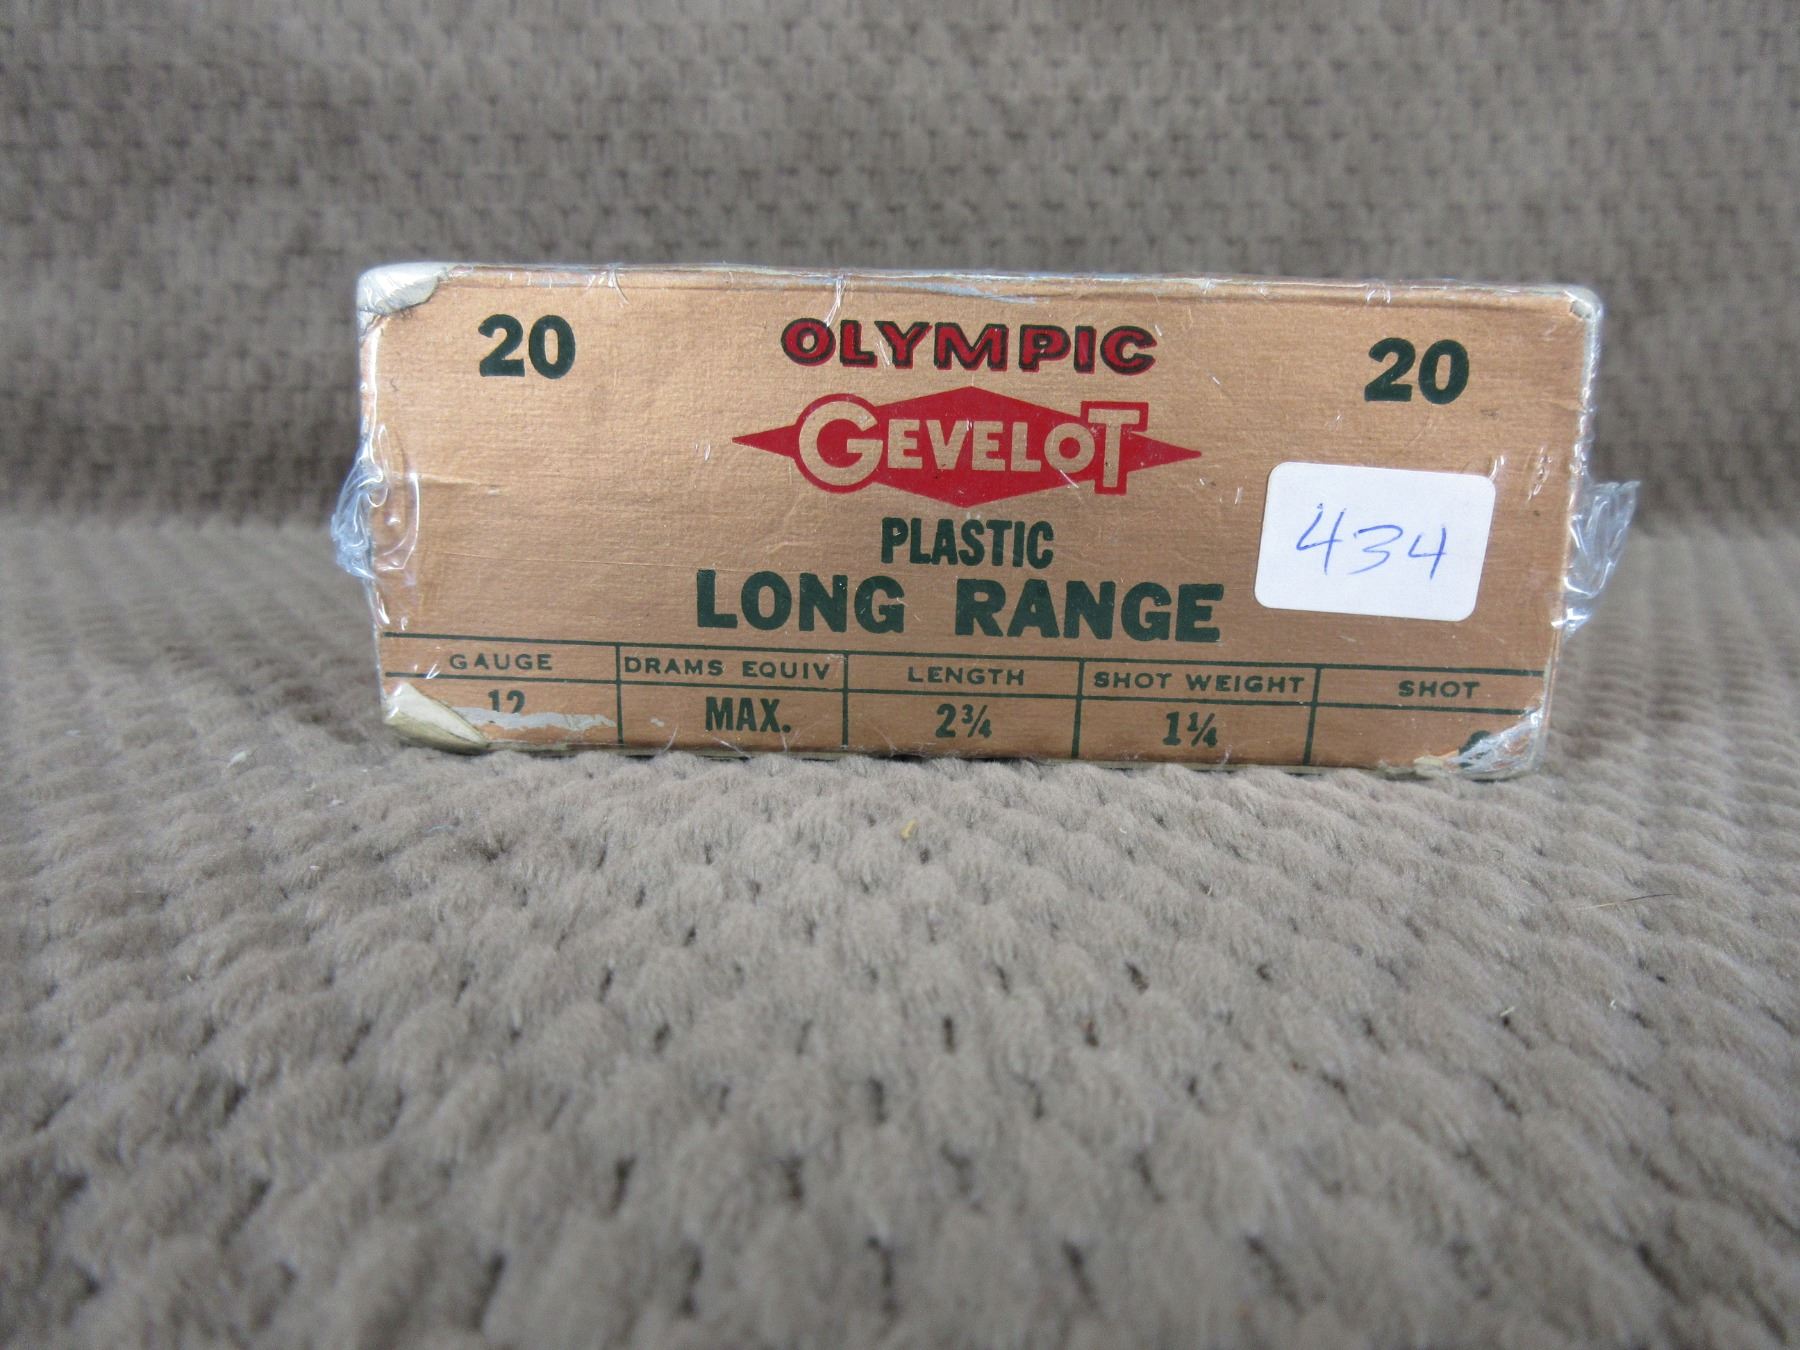 20 OLYMPIC 20
GEVELOT
434
PLASTIC
LONG RANGE
GAUGE DRAMS EQUIV LENGTH SHOT WEIGHT SHOT
12 MAX. 2¾ 1¼